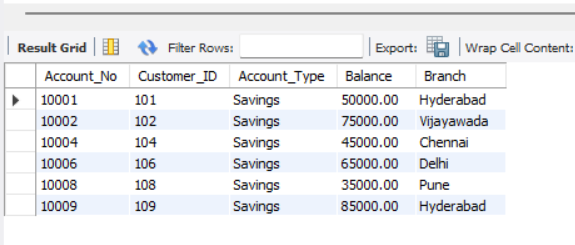 Result Grid Filter Rows: Export: Wrap Cell Content:
Account_No Customer_ID Account_Type Balance Branch
10001 101 Savings 50000.00 Hyderabad
10002 102 Savings 75000.00 Vijayawada
10004 104 Savings 45000.00 Chennai
10006 106 Savings 65000.00 Delhi
10008 108 Savings 35000.00 Pune
10009 109 Savings 85000.00 Hyderabad